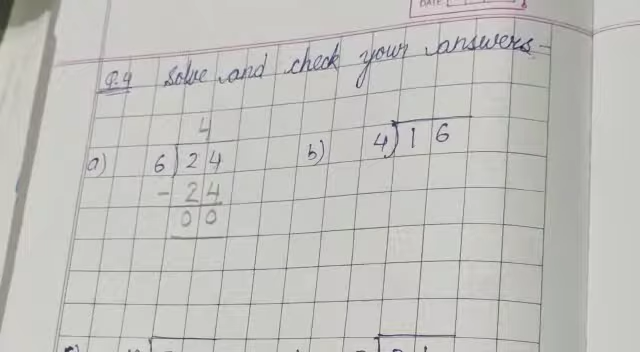 DATE
Q.4 Solve and check your answers.
4
a) 6)24 b) 4)16
- 24
00